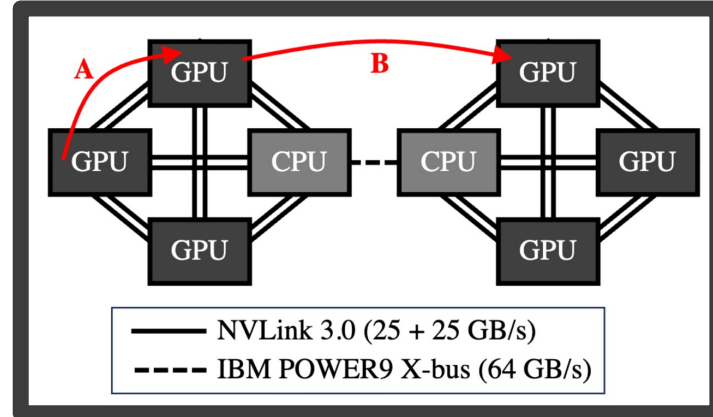 A
B
GPU
GPU
GPU
CPU
CPU
GPU
GPU
GPU
NVLink 3.0 (25 + 25 GB/s)
IBM POWER9 X-bus (64 GB/s)